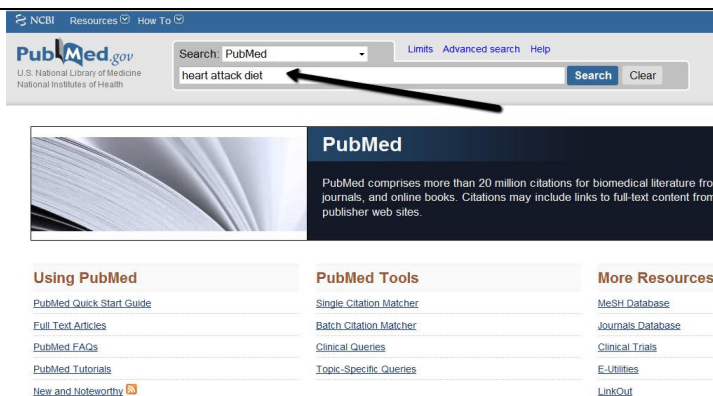 NCBI Resources How To
PubMed.gov
U.S. National Library of Medicine
National Institutes of Health
Search: PubMed
Limits Advanced search Help
heart attack diet
Search Clear
PubMed
PubMed comprises more than 20 million citations for biomedical literature fro
journals, and online books. Citations may include links to full-text content from
publisher web sites.
Using PubMed
PubMed Quick Start Guide
Full Text Articles
PubMed FAQs
PubMed Tutorials
New and Noteworthy
PubMed Tools
Single Citation Matcher
Batch Citation Matcher
Clinical Queries
Topic-Specific Queries
More Resources
MeSH Database
Journals Database
Clinical Trials
E-Utilities
LinkOut